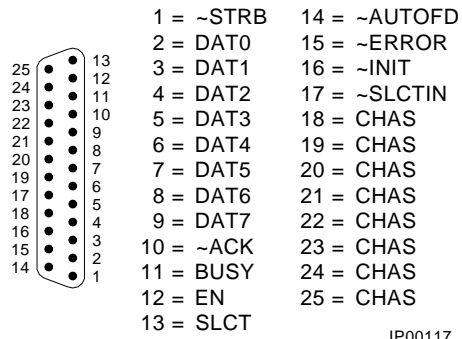 1 = ~STRB
2 = DAT0
3 = DAT1
4 = DAT2
5 = DAT3
6 = DAT4
7 = DAT5
8 = DAT6
9 = DAT7
10 = ~ACK
11 = BUSY
12 = EN
13 = SLCT
14 = ~AUTOFD
15 = ~ERROR
16 = ~INIT
17 = ~SLCTIN
18 = CHAS
19 = CHAS
20 = CHAS
21 = CHAS
22 = CHAS
23 = CHAS
24 = CHAS
25 = CHAS
25
24
23
22
21
20
19
17
18
16
15
14
13
12
11
10
9
8
7
6
5
4
3
2
1
IP00117